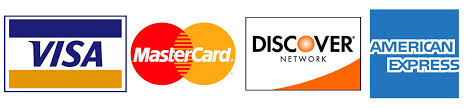 VISA
MasterCard
DISCOVER
NETWORK
AMERICAN
EXPRESS